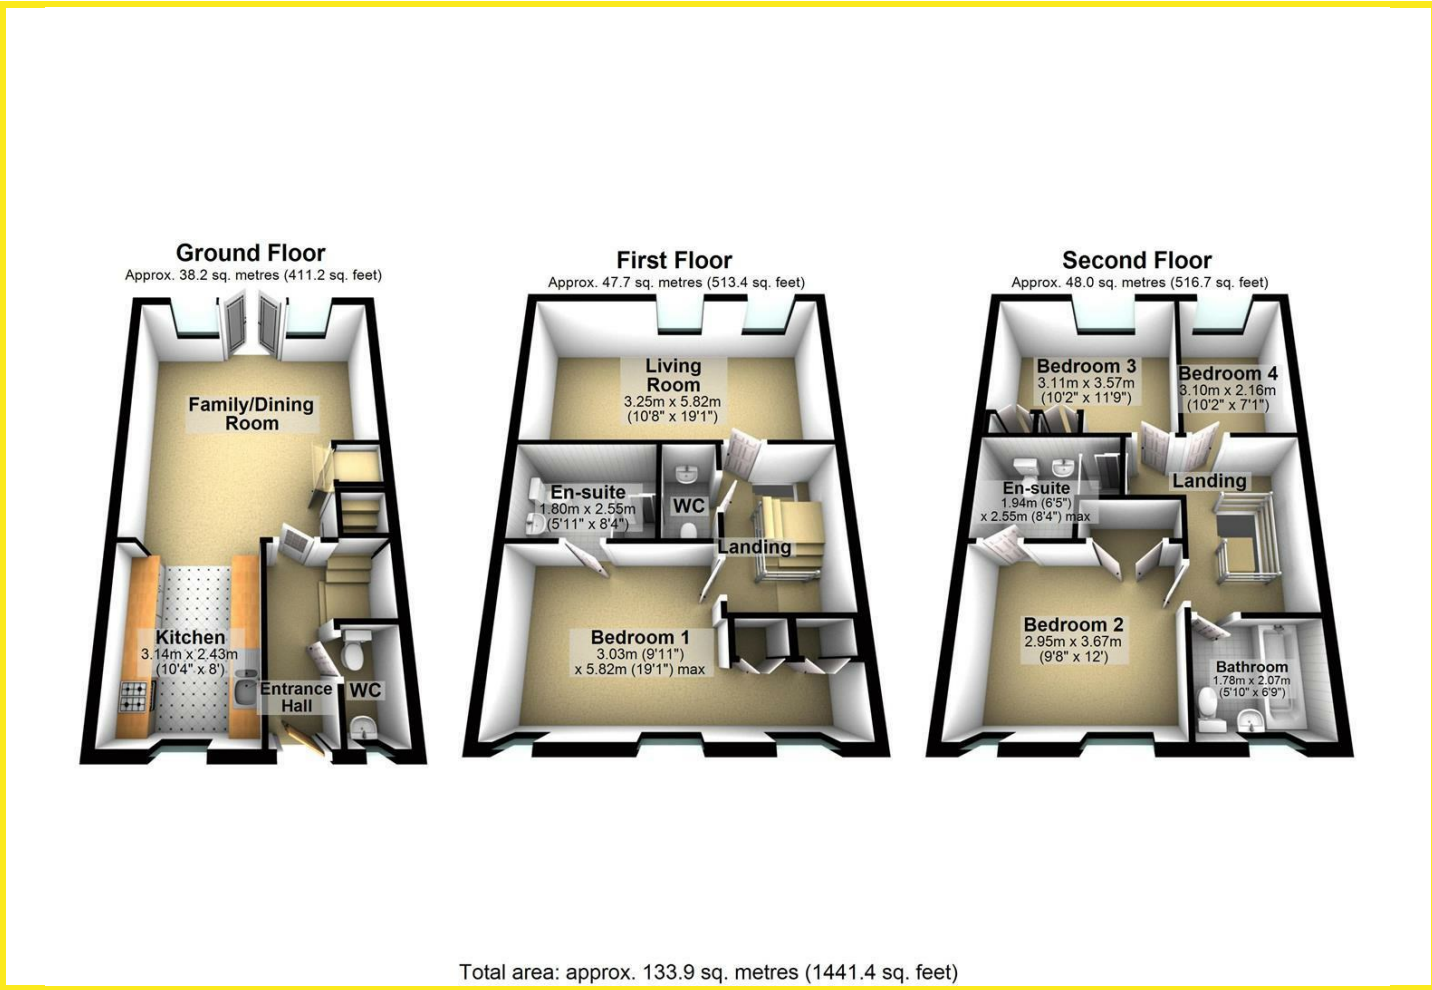 Ground Floor
Approx. 38.2 sq. metres (411.2 sq. feet)
Family/Dining
Room
Kitchen
3.14m x 2.43m
(10'4" x 8')
Entrance
Hall
WC
First Floor
Approx. 47.7 sq. metres (513.4 sq. feet)
Living
Room
3.25m x 5.82m
(10'8" x 19'1")
En-suite
1.80m x 2.55m
(5'11" x 8'4")
WC
Landing
Bedroom 1
3.03m (9'11")
x 5.82m (19'1") max
Second Floor
Approx. 48.0 sq. metres (516.7 sq. feet)
Bedroom 3
3.11m x 3.57m
(10'2" x 11'9")
Bedroom 4
3.10m x 2.16m
(10'2" x 7'1")
En-suite
1.94m (6'5")
x 2.55m (8'4") max
Landing
Bedroom 2
2.95m x 3.67m
(9'8" x 12')
Bathroom
1.78m x 2.07m
(5'10" x 6'9")
Total area: approx. 133.9 sq. metres (1441.4 sq. feet)